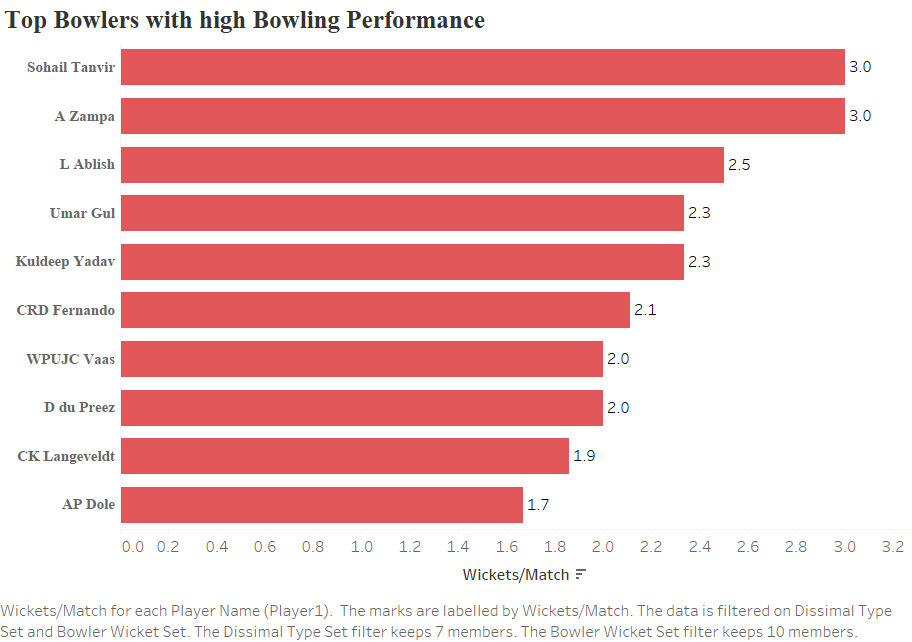 Top Bowlers with high Bowling Performance
Sohail Tanvir 3.0
A Zampa 3.0
L Ablish 2.5
Umar Gul 2.3
Kuldeep Yadav 2.3
CRD Fernando 2.1
WPUJC Vaas 2.0
D du Preez 2.0
CK Langeveldt 1.9
AP Dole 1.7
0.0 0.2 0.4 0.6 0.8 1.0 1.2 1.4 1.6 1.8 2.0 2.2 2.4 2.6 2.8 3.0 3.2
Wickets/Match
Wickets/Match for each Player Name (Player1). The marks are labelled by Wickets/Match. The data is filtered on Dissimal Type
Set and Bowler Wicket Set. The Dissimal Type Set filter keeps 7 members. The Bowler Wicket Set filter keeps 10 members.